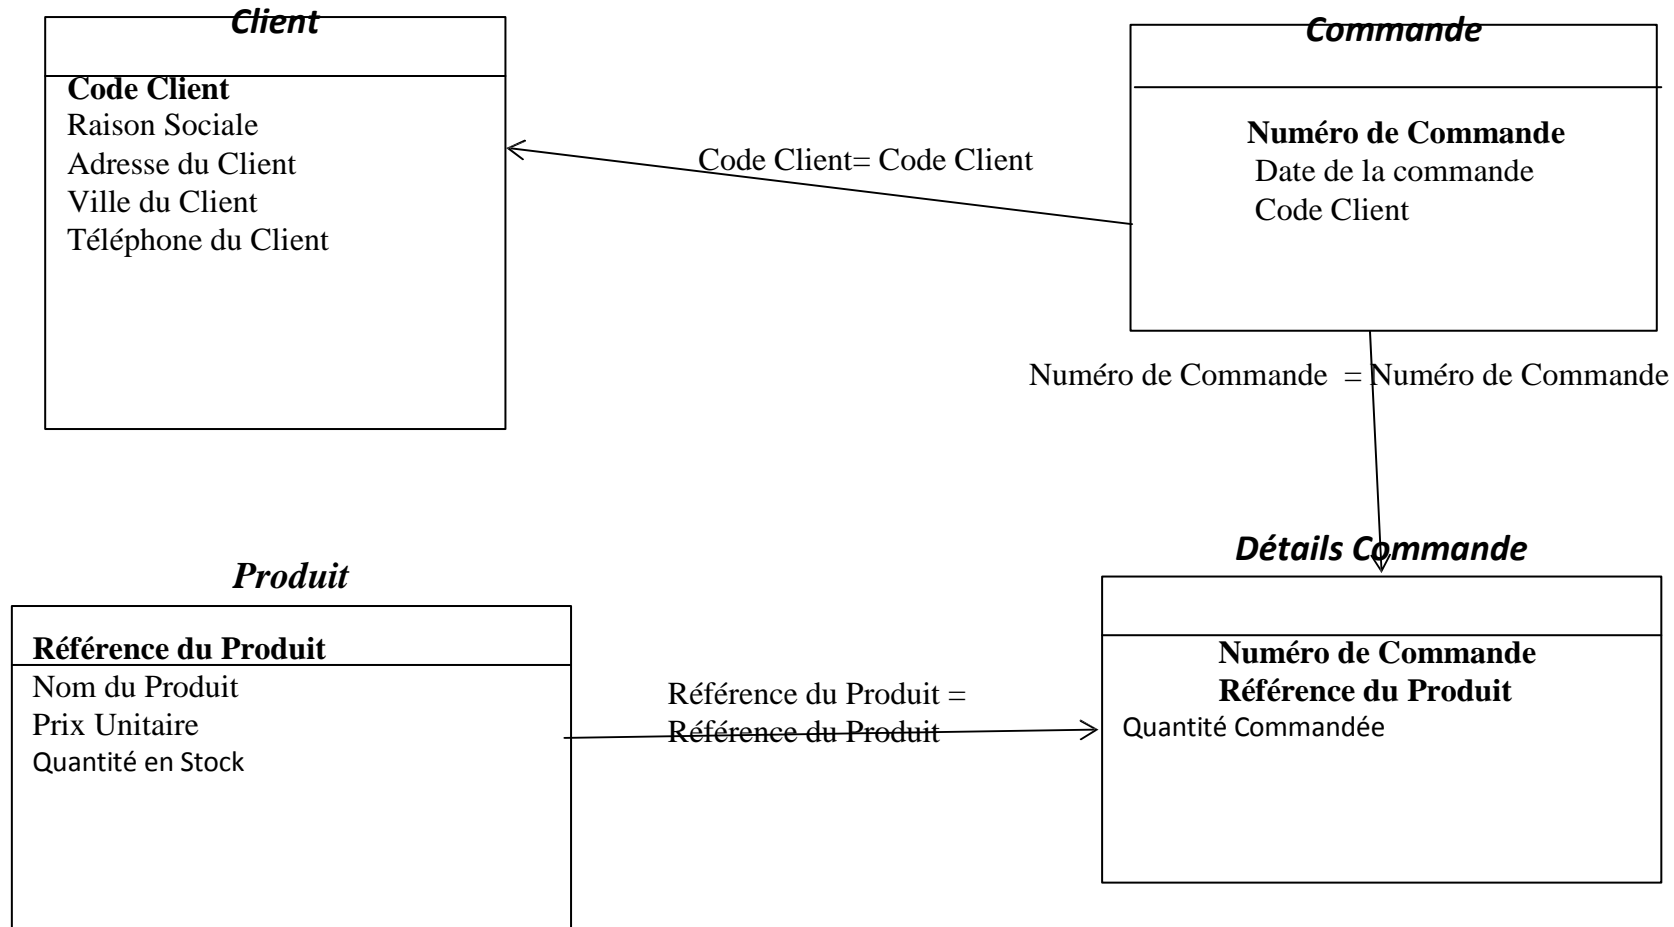 Client
Code Client
Raison Sociale
Adresse du Client
Ville du Client
Téléphone du Client
Code Client= Code Client
Commande
Numéro de Commande
Date de la commande
Code Client
Numéro de Commande = Numéro de Commande
Produit
Référence du Produit
Nom du Produit
Prix Unitaire
Quantité en Stock
Référence du Produit =
Référence du Produit
Détails Commande
Numéro de Commande
Référence du Produit
Quantité Commandée